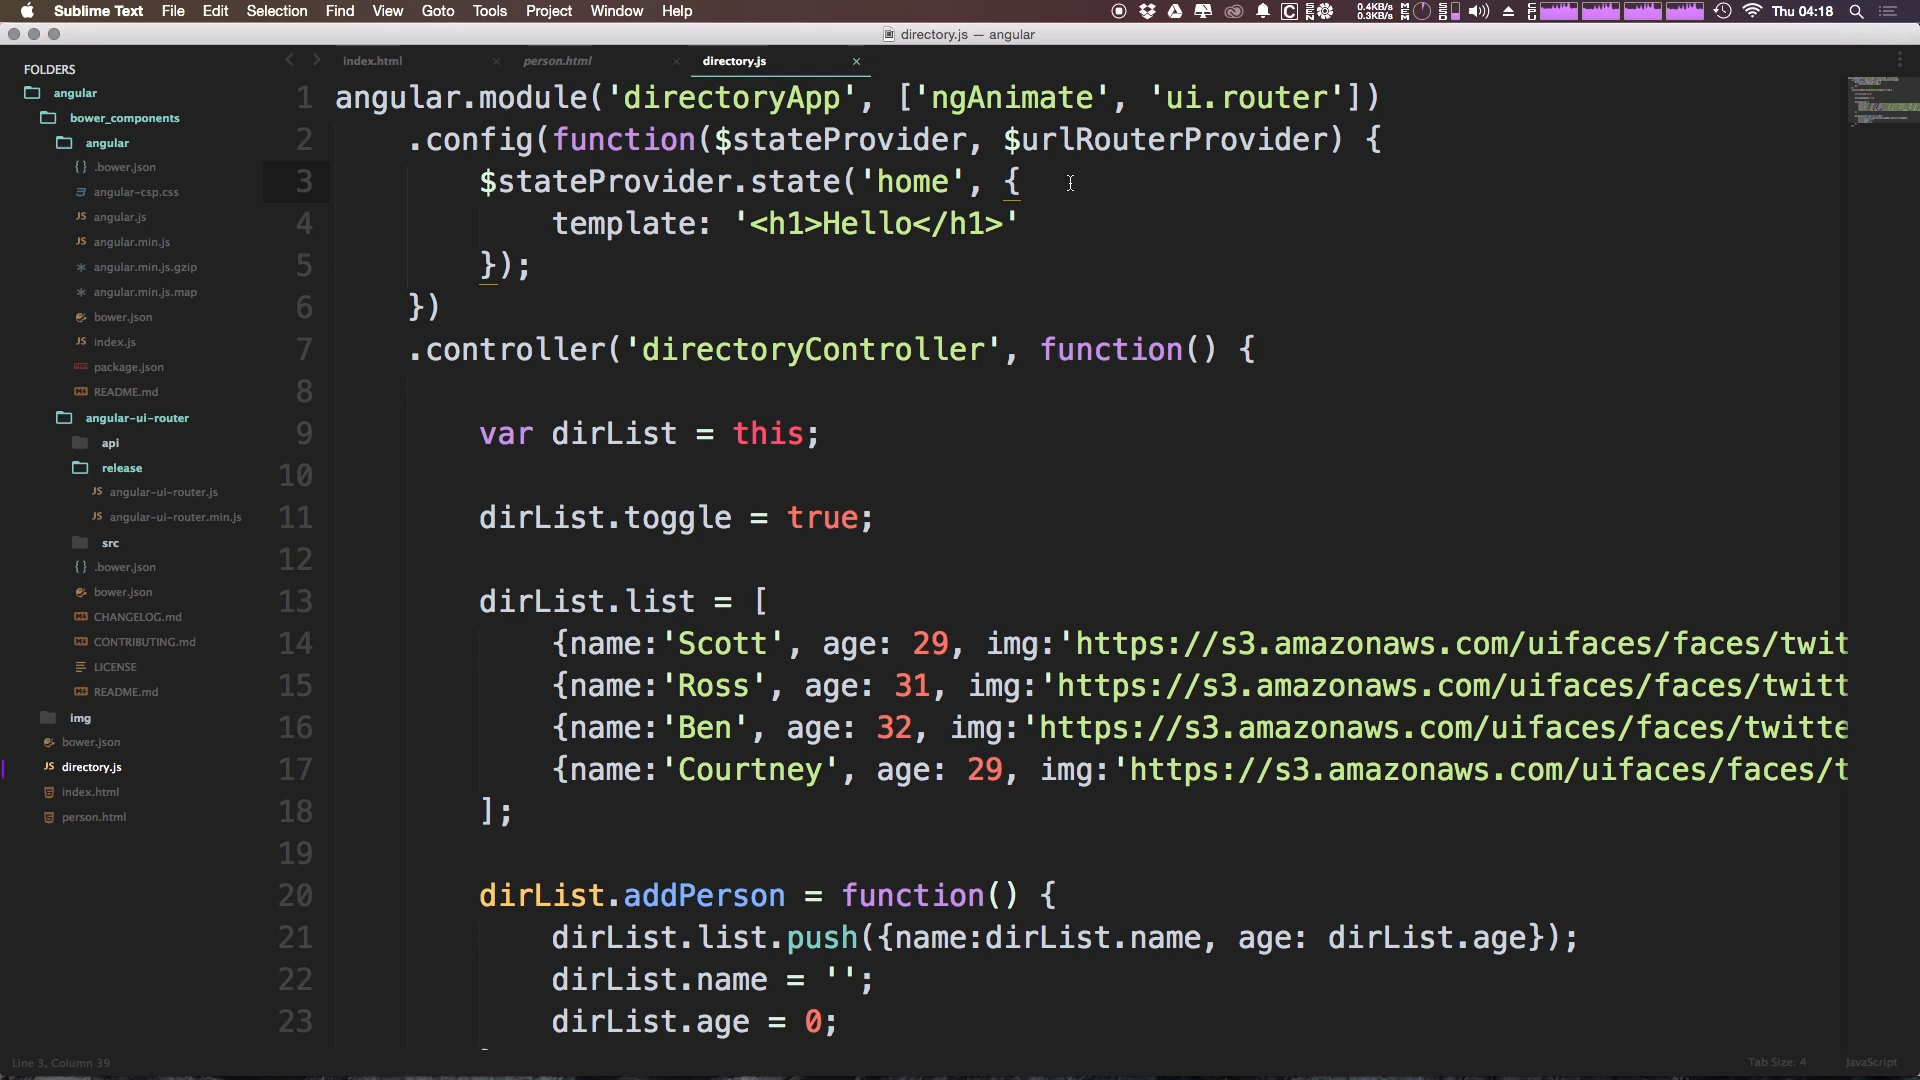 Sublime Text File Edit Selection Find View Goto Tools Project Window Help 0.4KB/s 0.3KB/s Thu 04:18
directory.js — angular
FOLDERS
angular
bower_components
angular
.bower.json
angular-csp.css
angular.js
angular.min.js
angular.min.js.gzip
angular.min.js.map
bower.json
index.js
package.json
README.md
angular-ui-router
api
release
angular-ui-router.js
angular-ui-router.min.js
src
.bower.json
bower.json
CHANGELOG.md
CONTRIBUTING.md
LICENSE
README.md
img
bower.json
directory.js
index.html
person.html
index.html person.html directory.js
1 angular.module('directoryApp', ['ngAnimate', 'ui.router'])
2 .config(function($stateProvider, $urlRouterProvider) {
3 $stateProvider.state('home', {
4 template: '<h1>Hello</h1>'
5 });
6 })
7 .controller('directoryController', function() {
8
9 var dirList = this;
10
11 dirList.toggle = true;
12
13 dirList.list = [
14 {name:'Scott', age: 29, img:'https://s3.amazonaws.com/uifaces/faces/twit
15 {name:'Ross', age: 31, img:'https://s3.amazonaws.com/uifaces/faces/twitt
16 {name:'Ben', age: 32, img:'https://s3.amazonaws.com/uifaces/faces/twitte
17 {name:'Courtney', age: 29, img:'https://s3.amazonaws.com/uifaces/faces/t
18 ];
19
20 dirList.addPerson = function() {
21 dirList.list.push({name:dirList.name, age: dirList.age});
22 dirList.name = '';
23 dirList.age = 0;
Line 3, Column 39 Tab Size: 4 JavaScript